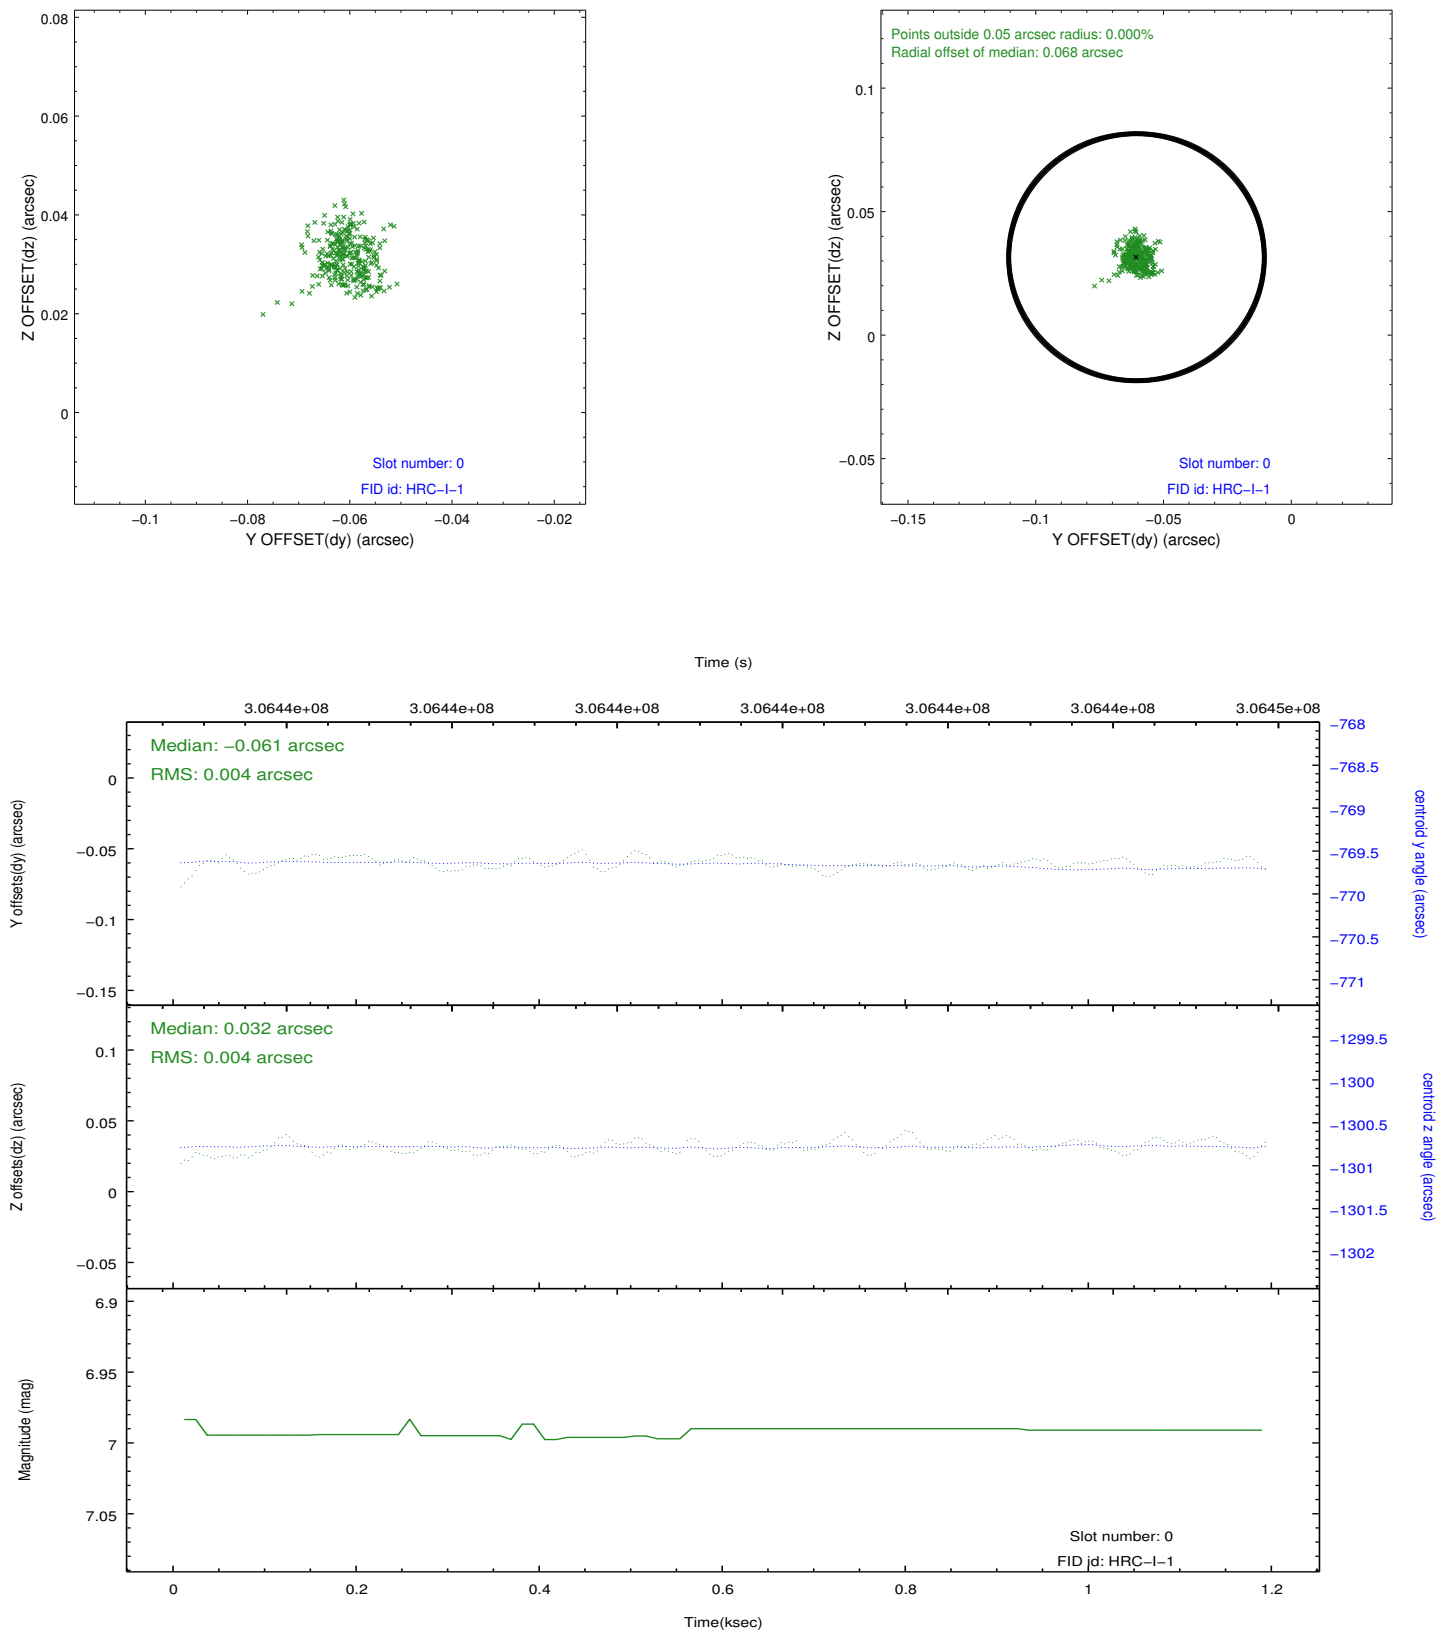 0.08
0.06
0.04
0.02
0
Z OFFSET(dz) (arcsec)
Slot number: 0
FID id: HRC−I−1
−0.1
−0.08
−0.06
−0.04
−0.02
Y OFFSET(dy) (arcsec)
Points outside 0.05 arcsec radius: 0.000%
Radial offset of median: 0.068 arcsec
0.1
0.05
0
−0.05
Z OFFSET(dz) (arcsec)
Slot number: 0
FID id: HRC−I−1
−0.15
−0.1
−0.05
0
Y OFFSET(dy) (arcsec)
Time (s)
3.0644e+08
3.0644e+08
3.0644e+08
3.0644e+08
3.0644e+08
3.0644e+08
3.0645e+08
Median: −0.061 arcsec
RMS: 0.004 arcsec
0
−0.05
−0.1
−0.15
Y offsets(dy) (arcsec)
−768
−768.5
−769
−769.5
−770
−770.5
−771
centroid y angle (arcsec)
Median: 0.032 arcsec
RMS: 0.004 arcsec
0.1
0.05
0
−0.05
Z offsets(dz) (arcsec)
−1299.5
−1300
−1300.5
−1301
−1301.5
−1302
centroid z angle (arcsec)
6.9
6.95
7
7.05
Magnitude (mag)
Slot number: 0
FID id: HRC−I−1
0
0.2
0.4
0.6
0.8
1
1.2
Time(ksec)